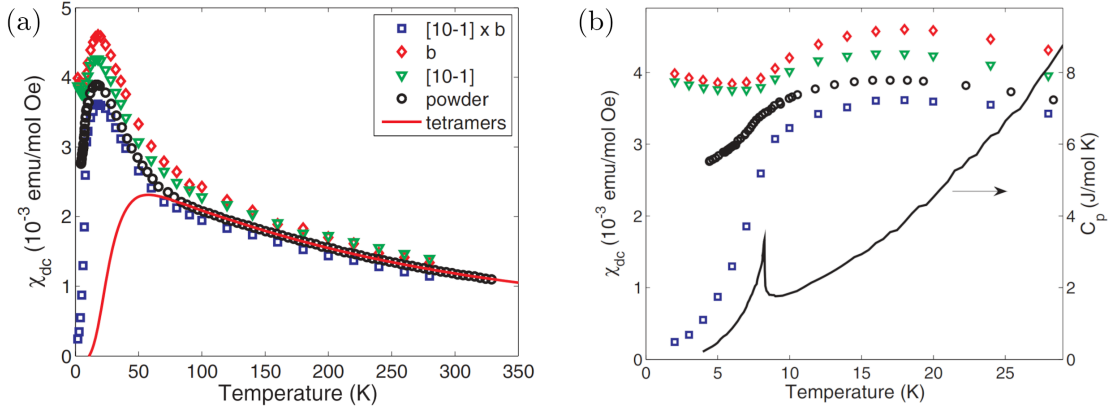 (a)
5
4
3
2
1
0
0 50 100 150 200 250 300 350
χdc (10⁻³ emu/mol Oe)
Temperature (K)
[10-1] x b
b
[10-1]
powder
tetramers
(b)
5
4
3
2
1
0
0 5 10 15 20 25
8
6
4
2
0
χdc (10⁻³ emu/mol Oe)
Temperature (K)
Cp (J/mol K)